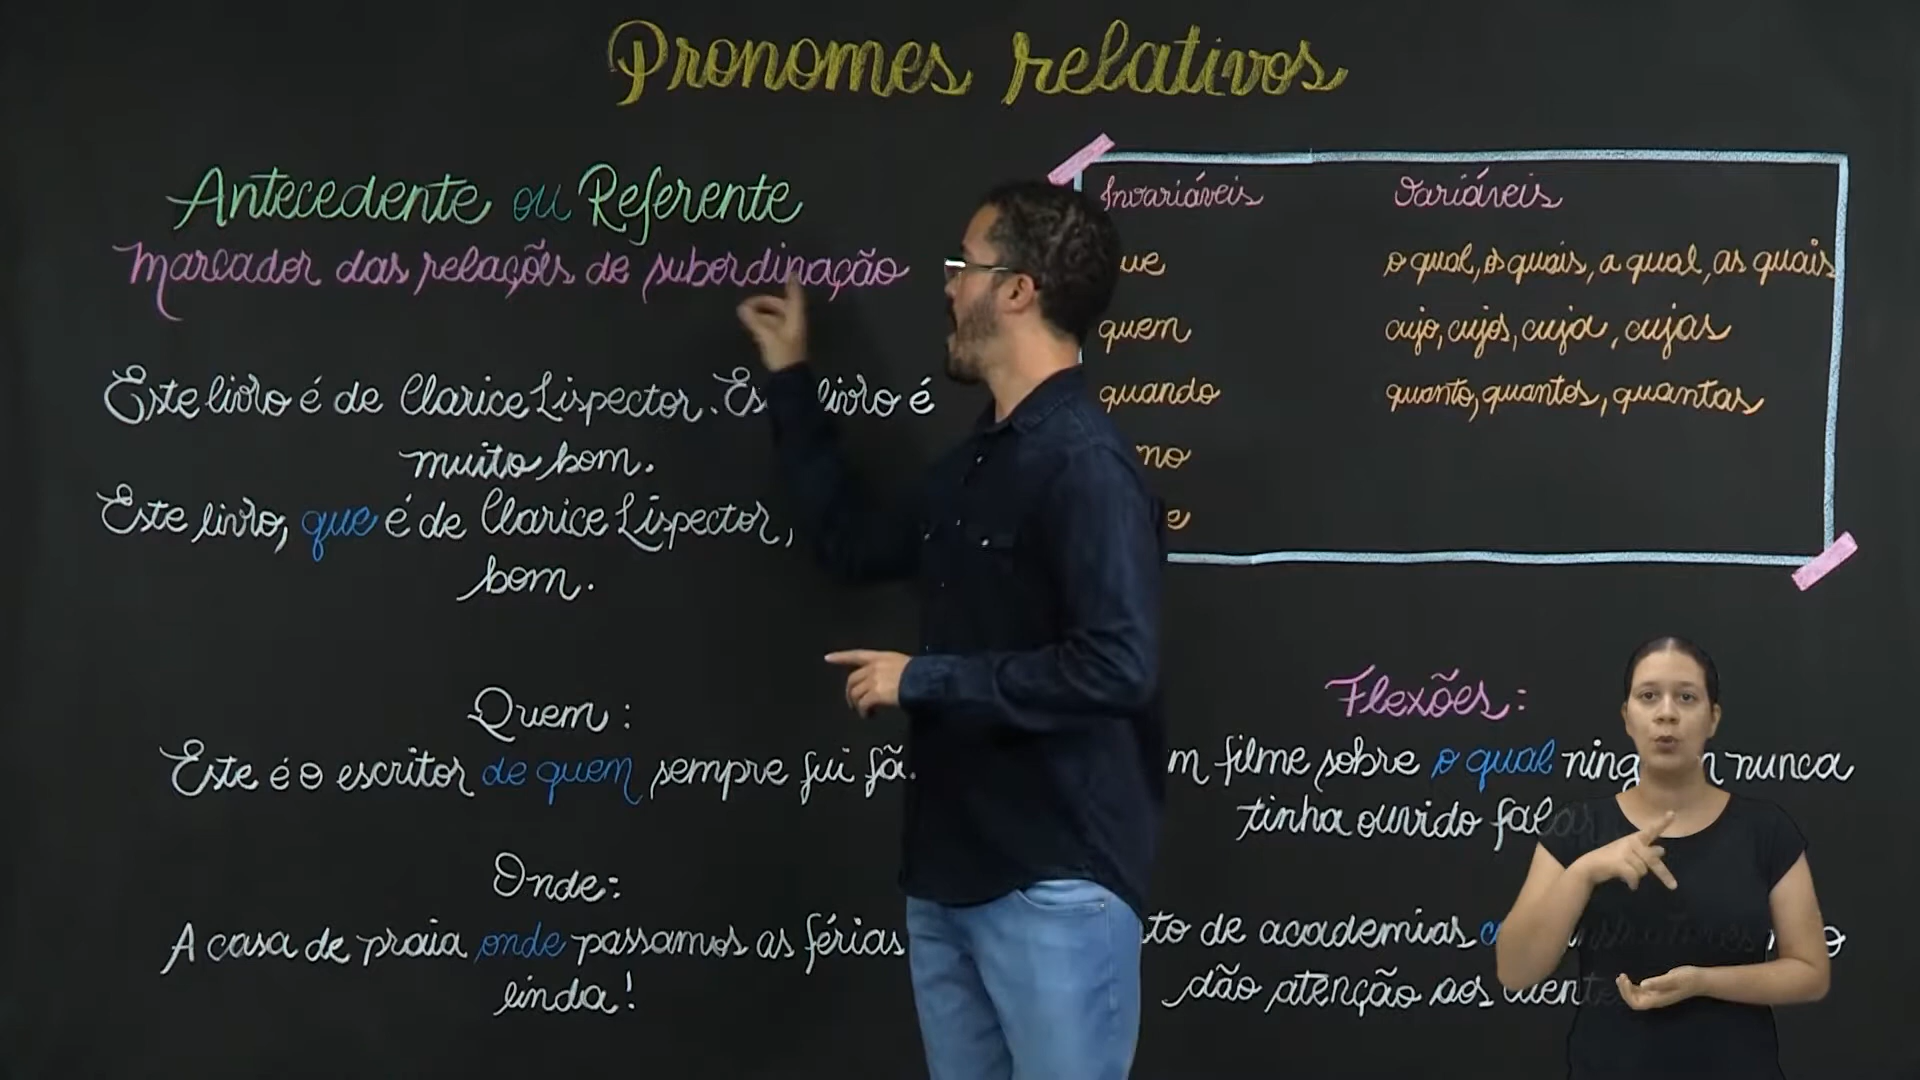 Pronomes relativos
Antecedente ou Referente
Marcador das relações de subordinação
Este livro é de Clarice Lispector. livro é
muito bom.
Este livro, que é de Clarice Lispector,
bom.
Quem:
Este é o escritor de quem sempre fui fã.
Onde:
A casa de praia onde passamos as férias
linda!
Invariáveis Variáveis
o qual, os quais, a qual, as quais
quem cujo, cujos, cuja, cujas
quando quanto, quantos, quantas
Flexões:
filme sobre o qual nunca
tinha ouvido
de academias
dão atenção aos